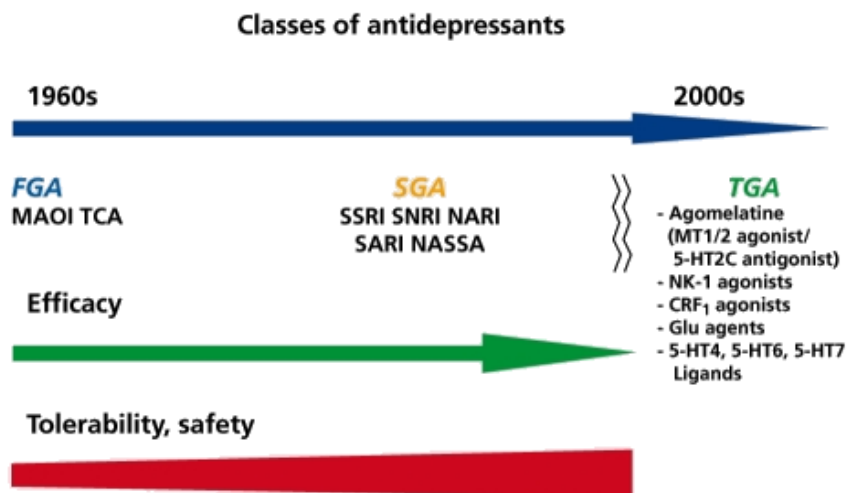 Classes of antidepressants
1960s
2000s
FGA
MAOI TCA
SGA
SSRI SNRI NARI
SARI NASSA
TGA
- Agomelatine
(MT1/2 agonist/
5-HT2C antigonist)
- NK-1 agonists
- CRF₁ agonists
- Glu agents
- 5-HT4, 5-HT6, 5-HT7
Ligands
Efficacy
Tolerability, safety